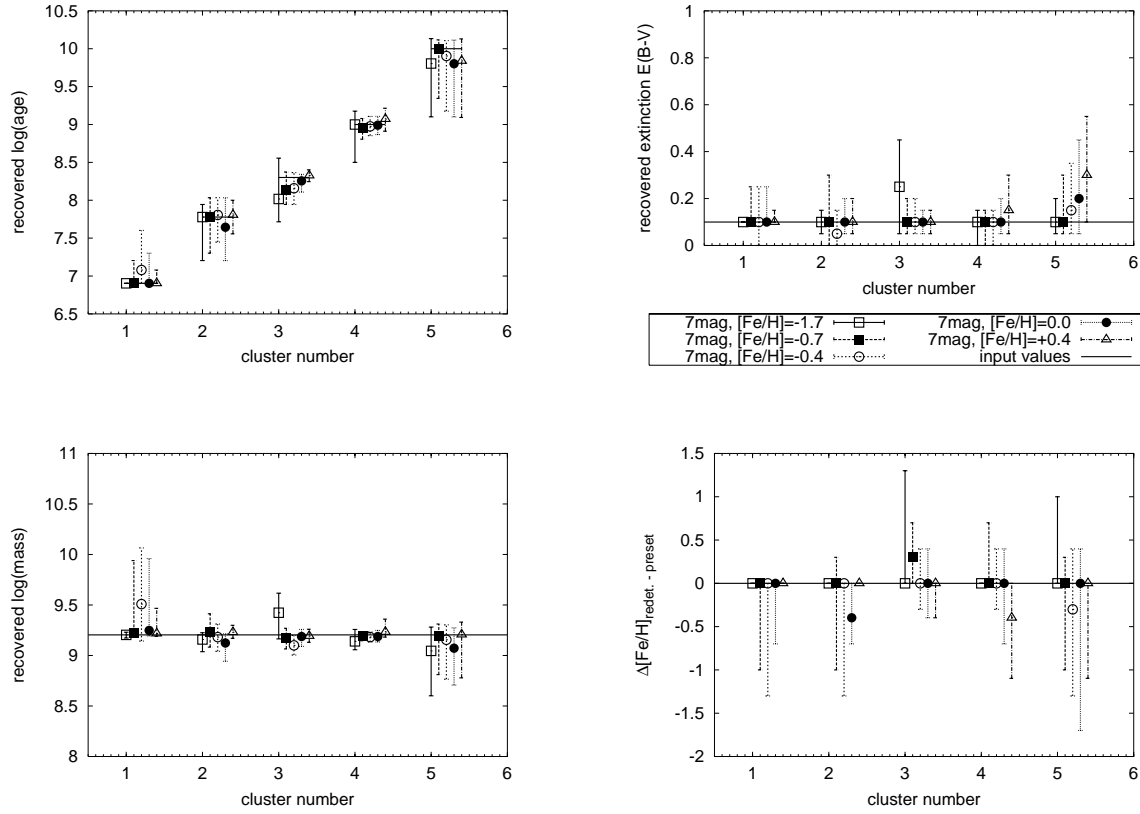 recovered log(age)
10
9.5
9
8.5
8
7.5
7
6.5
1 2 3 4 5 6
cluster number
recovered extinction E(B-V)
1
0.8
0.6
0.4
0.2
0
1 2 3 4 5 6
cluster number
7mag, [Fe/H]=-1.7
7mag, [Fe/H]=-0.7
7mag, [Fe/H]=-0.4
7mag, [Fe/H]=0.0
7mag, [Fe/H]=+0.4
input values
recovered log(mass)
11
10.5
10
9.5
9
8.5
8
1 2 3 4 5 6
cluster number
Δ[Fe/H]redet. - preset
1.5
1
0.5
0
-0.5
-1
-1.5
-2
1 2 3 4 5 6
cluster number